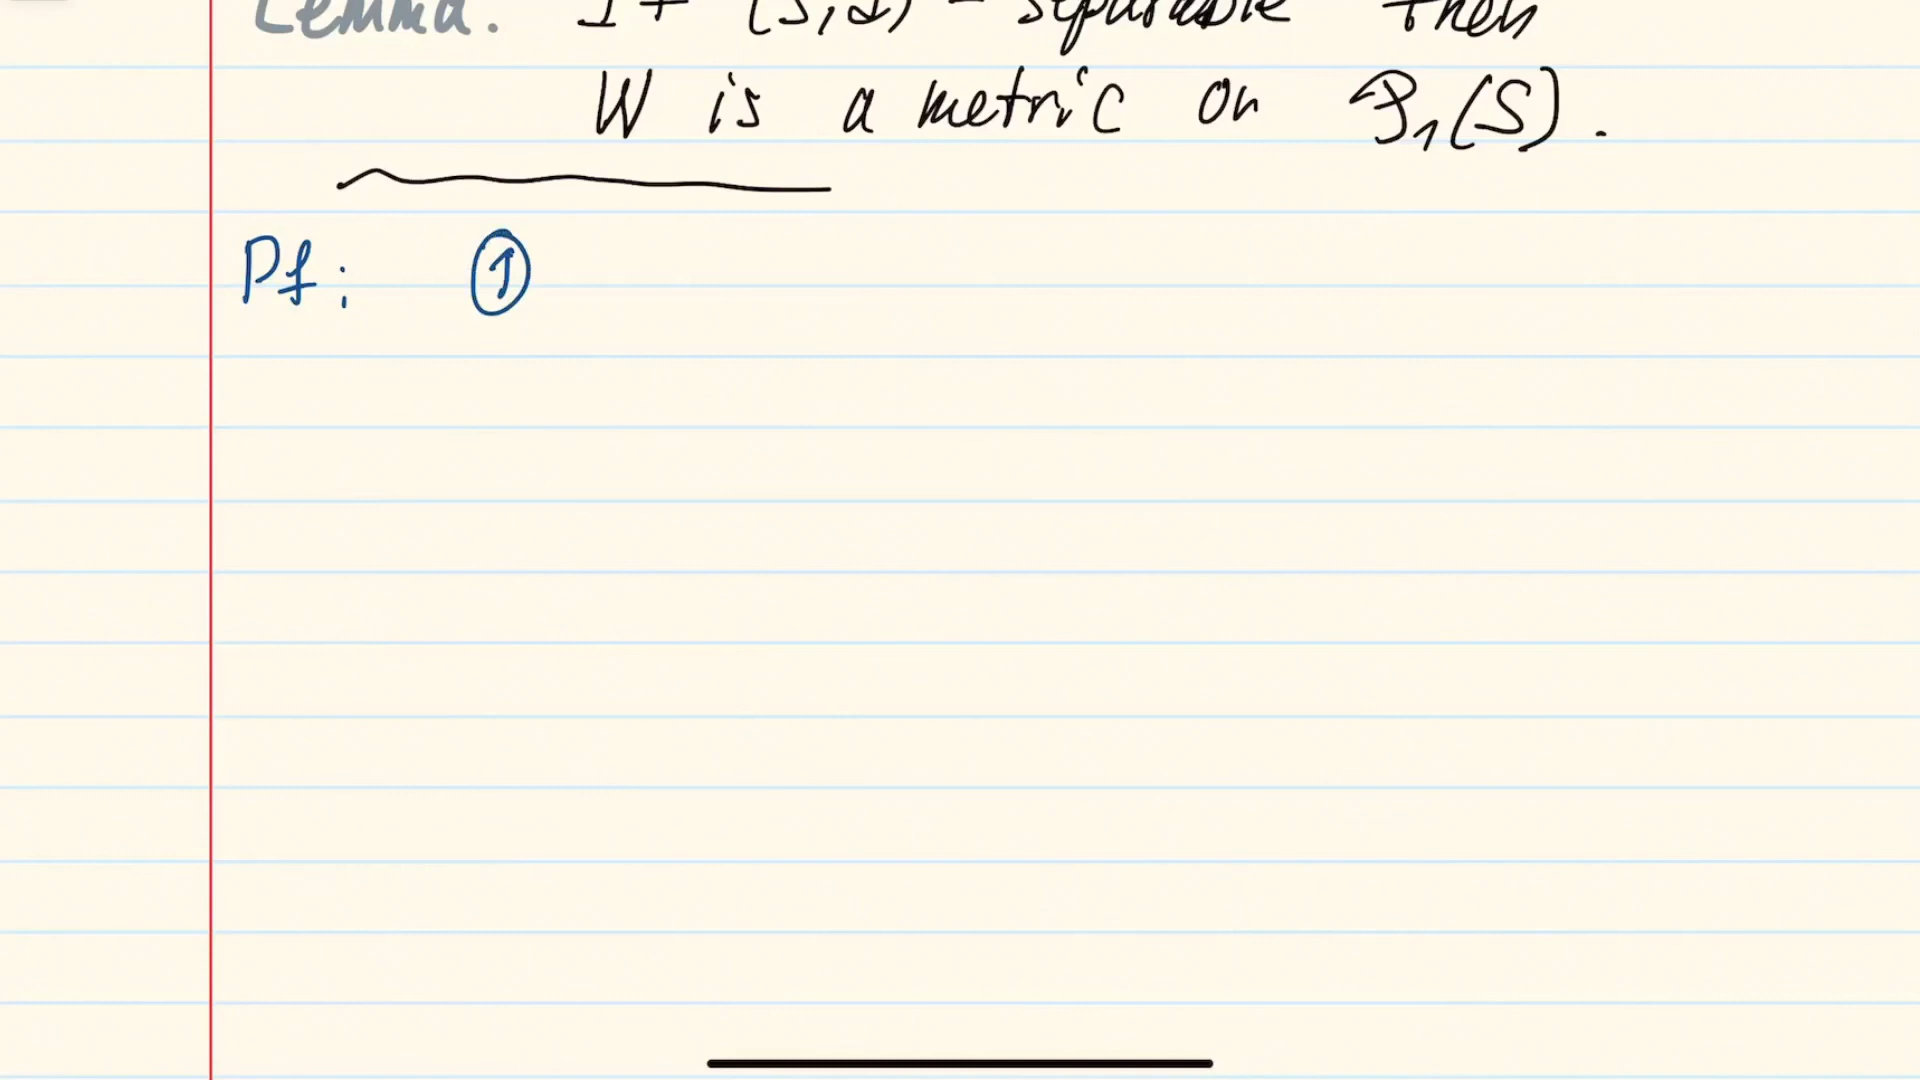 Lemma. If (S,d) - separable then
W is a metric on 𝒫₁(S).
Pf: ①